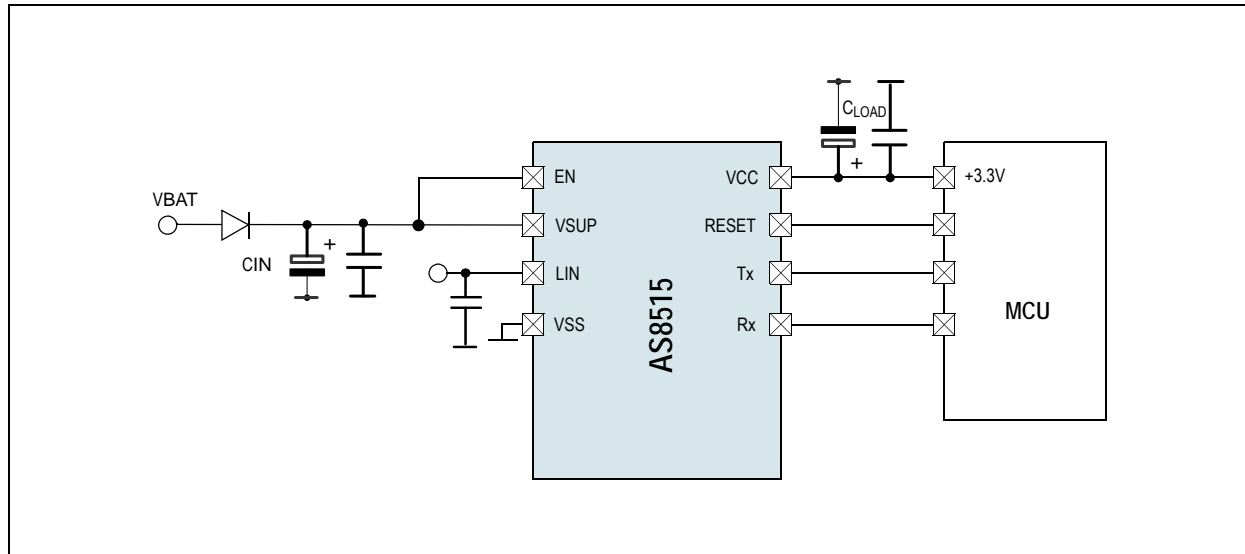 VBAT
CIN
+
EN
VSUP
LIN
VSS
AS8515
VCC
RESET
Tx
Rx
CLOAD
+
+3.3V
MCU